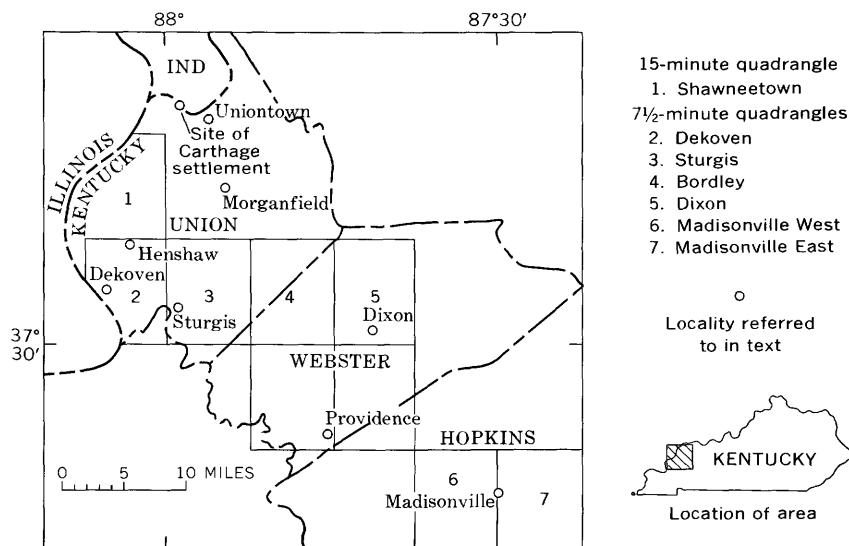 88°
87°30'
IND
Uniontown
Site of
Carthage
settlement
ILLINOIS
KENTUCKY
1
Morganfield
UNION
Henshaw
Dekoven
2
3
4
5
Sturgis
Dixon
37°
30'
WEBSTER
Providence
HOPKINS
0 5 10 MILES
6
Madisonville
7
15-minute quadrangle
1. Shawneetown
7½-minute quadrangles
2. Dekoven
3. Sturgis
4. Bordley
5. Dixon
6. Madisonville West
7. Madisonville East
Locality referred
to in text
KENTUCKY
Location of area